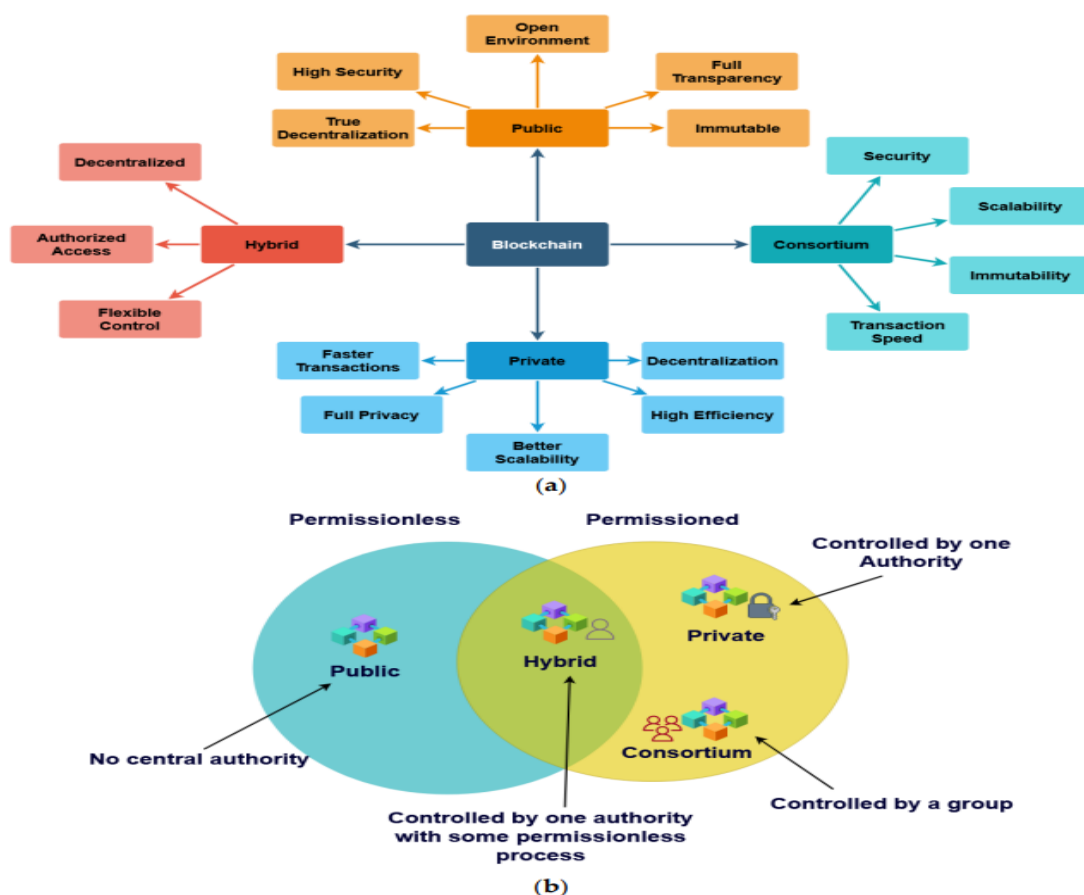 Open
Environment
High Security
Full
Transparency
True
Decentralization
Public
Immutable
Decentralized
Security
Authorized
Access
Hybrid
Blockchain
Consortium
Scalability
Immutability
Flexible
Control
Transaction
Speed
Faster
Transactions
Private
Decentralization
Full Privacy
High Efficiency
Better
Scalability
(a)
Permissionless
Permissioned
Controlled by one
Authority
Private
Public
Hybrid
Consortium
No central authority
Controlled by a group
Controlled by one authority
with some permissionless
process
(b)